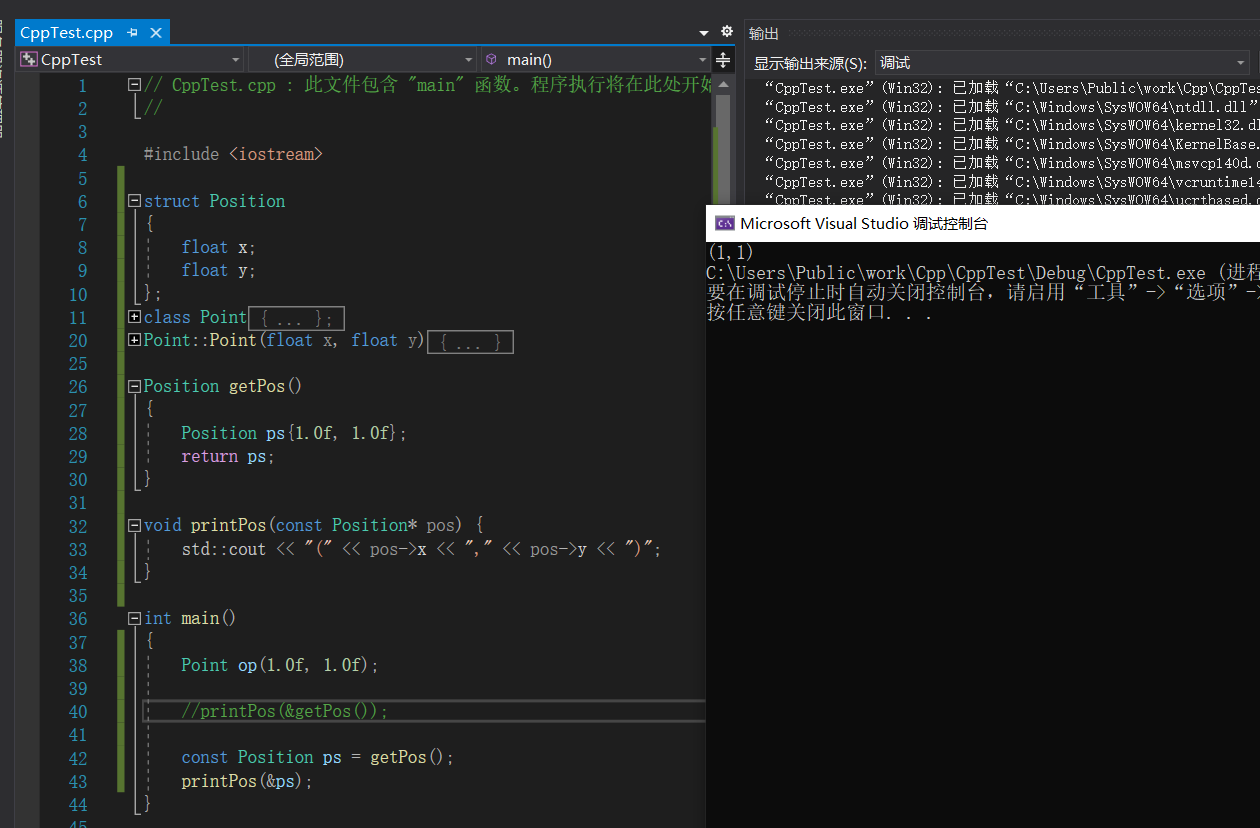 CppTest.cpp
CppTest (全局范围) main()
1 // CppTest.cpp : 此文件包含 "main" 函数。程序执行将在此处开始
2 //
3
4 #include <iostream>
5
6 struct Position
7 {
8 float x;
9 float y;
10 };
11 class Point { ... };
20 Point::Point(float x, float y) { ... }
25
26 Position getPos()
27 {
28 Position ps{1.0f, 1.0f};
29 return ps;
30 }
31
32 void printPos(const Position* pos) {
33 std::cout << "(" << pos->x << "," << pos->y << ")";
34 }
35
36 int main()
37 {
38 Point op(1.0f, 1.0f);
39
40 //printPos(&getPos());
41
42 const Position ps = getPos();
43 printPos(&ps);
44 }
45
输出
显示输出来源(S): 调试
“CppTest.exe” (Win32): 已加载 “C:\Users\Public\work\Cpp\CppTes
“CppTest.exe” (Win32): 已加载 “C:\Windows\SysWOW64\ntdll.dll”
“CppTest.exe” (Win32): 已加载 “C:\Windows\SysWOW64\kernel32.dl
“CppTest.exe” (Win32): 已加载 “C:\Windows\SysWOW64\KernelBase.
“CppTest.exe” (Win32): 已加载 “C:\Windows\SysWOW64\msvcp140d.d
“CppTest.exe” (Win32): 已加载 “C:\Windows\SysWOW64\vcruntime14
“CppTest.exe” (Win32): 已加载 “C:\Windows\SysWOW64\ucrtbased.d
Microsoft Visual Studio 调试控制台
(1,1)
C:\Users\Public\work\Cpp\CppTest\Debug\CppTest.exe (进程
要在调试停止时自动关闭控制台，请启用“工具”->“选项”-
按任意键关闭此窗口. . .